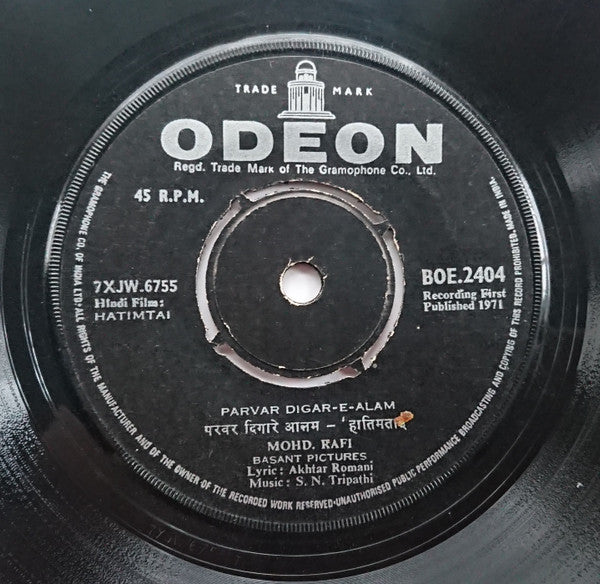 TRADE MARK
ODEON
Regd. Trade Mark of The Gramophone Co., Ltd.
45 R.P.M.
7XJW.6755
Hindi Film:
HATIMTAI
BOE.2404
Recording First
Published 1971
PARVAR DIGAR-E-ALAM
परवर दिगारे आलम - 'हातिमताई
MOHD. RAFI
BASANT PICTURES
Lyric: Akhtar Romani
Music: S. N. Tripathi
THE GRAMOPHONE CO. OF INDIA LTD·ALL RIGHTS OF THE MANUFACTURER AND OF THE OWNER OF THE RECORDED WORK RESERVED·UNAUTHORISED PUBLIC PERFORMANCE BROADCASTING AND COPYING OF THIS RECORD PROHIBITED·MADE IN INDIA.